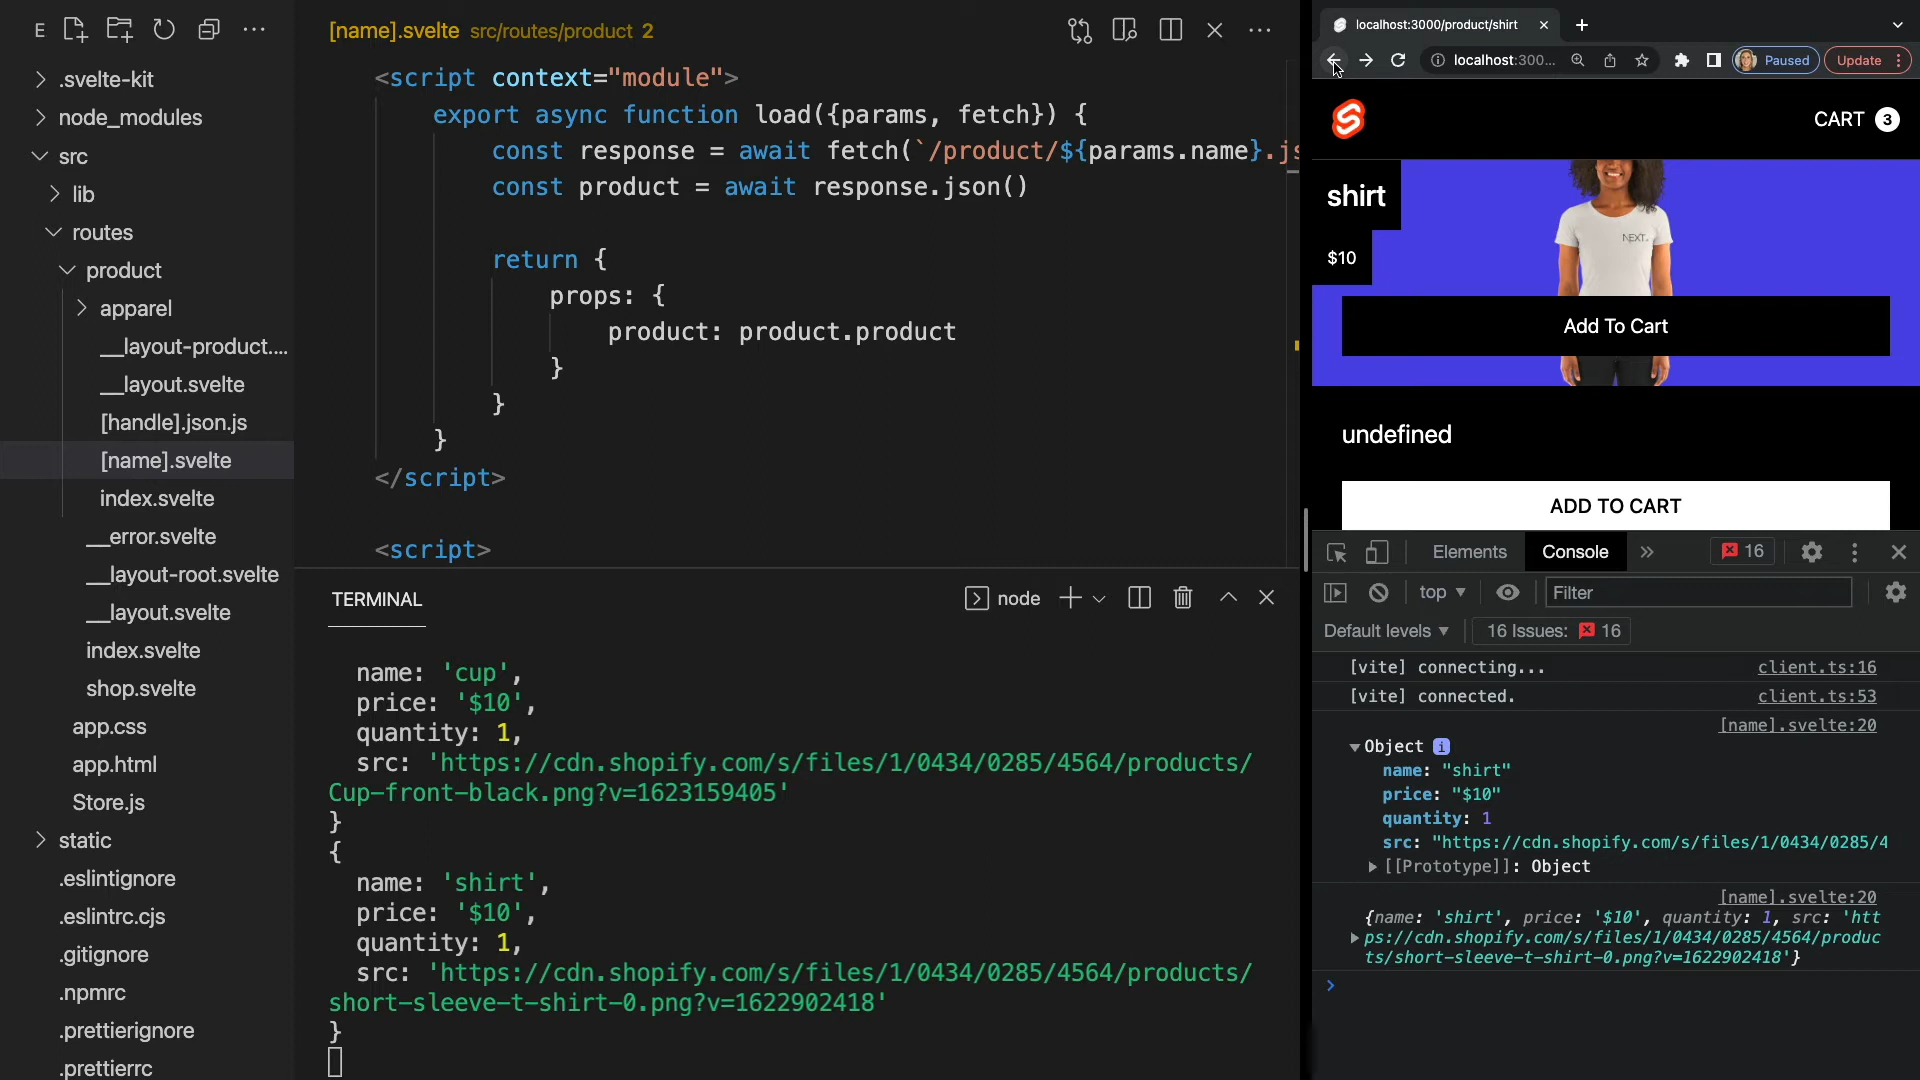 E
.svelte-kit
node_modules
src
lib
routes
product
apparel
__layout-product....
__layout.svelte
[handle].json.js
[name].svelte
index.svelte
__error.svelte
__layout-root.svelte
__layout.svelte
index.svelte
shop.svelte
app.css
app.html
Store.js
static
.eslintignore
.eslintrc.cjs
.gitignore
.npmrc
.prettierignore
.prettierrc
[name].svelte src/routes/product 2
<script context="module">
export async function load({params, fetch}) {
const response = await fetch(`/product/${params.name}.js
const product = await response.json()
return {
props: {
product: product.product
}
}
}
</script>
<script>
TERMINAL
node
name: 'cup',
price: '$10',
quantity: 1,
src: 'https://cdn.shopify.com/s/files/1/0434/0285/4564/products/
Cup-front-black.png?v=1623159405'
}
{
name: 'shirt',
price: '$10',
quantity: 1,
src: 'https://cdn.shopify.com/s/files/1/0434/0285/4564/products/
short-sleeve-t-shirt-0.png?v=1622902418'
}
localhost:3000/product/shirt
localhost:300... Paused Update
CART 3
shirt
NEXT
$10
Add To Cart
undefined
ADD TO CART
Elements Console 16
top Filter
Default levels 16 Issues: 16
[vite] connecting... client.ts:16
[vite] connected. client.ts:53
[name].svelte:20
Object i
name: "shirt"
price: "$10"
quantity: 1
src: "https://cdn.shopify.com/s/files/1/0434/0285/4
[[Prototype]]: Object
[name].svelte:20
{name: 'shirt', price: '$10', quantity: 1, src: 'htt
ps://cdn.shopify.com/s/files/1/0434/0285/4564/produc
ts/short-sleeve-t-shirt-0.png?v=1622902418'}